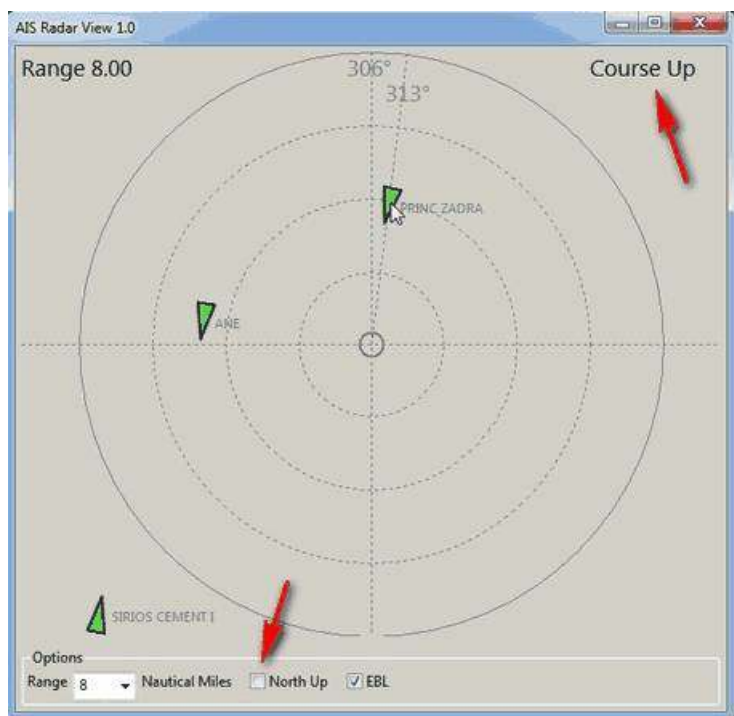 AIS Radar View 1.0
Range 8.00
306°
Course Up
313°
PRINC ZADRA
ANE
SIRIOS CEMENT I
Options
Range 8 Nautical Miles North Up EBL